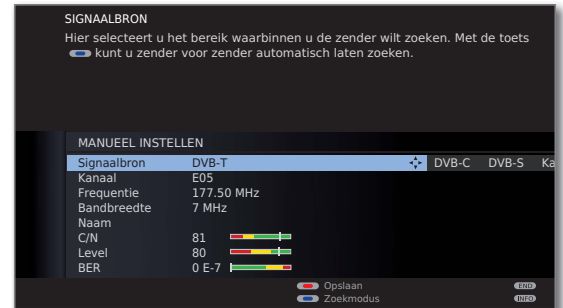 SIGNAALBRON
Hier selecteert u het bereik waarbinnen u de zender wilt zoeken. Met de toets
kunt u zender voor zender automatisch laten zoeken.
MANUEEL INSTELLEN
Signaalbron DVB-T DVB-C DVB-S Ka
Kanaal E05
Frequentie 177.50 MHz
Bandbreedte 7 MHz
Naam
C/N 81
Level 80
BER 0 E-7
Opslaan END
Zoekmodus INFO